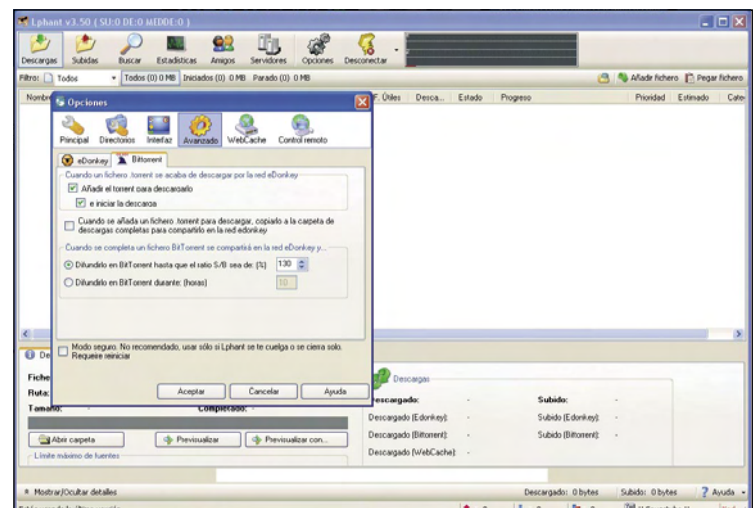 Lphant v3.50 ( SU:0 DE:0 MIDDE:0 )
Descargas Subidas Buscar Estadísticas Amigos Servidores Opciones Desconectar
Filtro: Todos Todos (0) 0 MB Iniciados (0) 0 MB Parado (0) 0 MB Añadir fichero Pegar fichero
F. Útiles Desca... Estado Progreso Prioridad Estimado
Opciones
Principal Directorios Interfaz Avanzado WebCache Control remoto
eDonkey Bittorrent
Cuando un fichero .torrent se acaba de descargar por la red eDonkey
Añadir el torrent para descargarlo
e iniciar la descarga
Cuando se añada un fichero .torrent para descargar, copiarlo a la carpeta de
descargas completas para compartirlo en la red edonkey
Cuando se completa un fichero BitTorrent se compartirá en la red eDonkey y...
Difundirlo en BitTorrent hasta que el ratio S/B sea de: (%) 130
Difundirlo en BitTorrent durante: (horas) 10
Modo seguro. No recomendado, usar sólo si Lphant se te cuelga o se cierra solo.
Requiere reiniciar
Aceptar Cancelar Ayuda
Ruta:
Tamaño: - Completado: -
Abrir carpeta Previsualizar Previsualizar con...
Límite máximo de fuentes
Descargas
Descargado: - Subido: -
Descargado (Edonkey): - Subido (Edonkey): -
Descargado (Bittorrent): - Subido (Bittorrent): -
Descargado (WebCache): -
Mostrar/Ocultar detalles Descargado: 0 bytes Subido: 0 bytes Ayuda